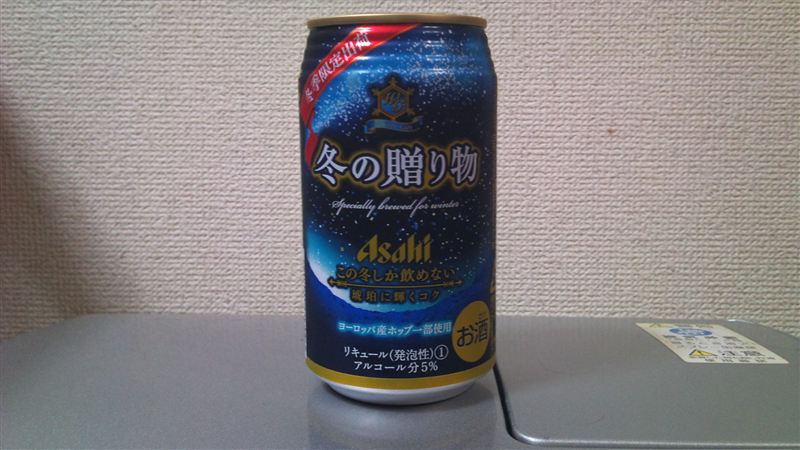 冬季限定出荷
冬の贈り物
Specially brewed for winter
Asahi
この冬しか飲めない
琥珀に輝くコク
ヨーロッパ産ホップ一部使用
お酒
リキュール(発泡性)①
アルコール分5%
注意